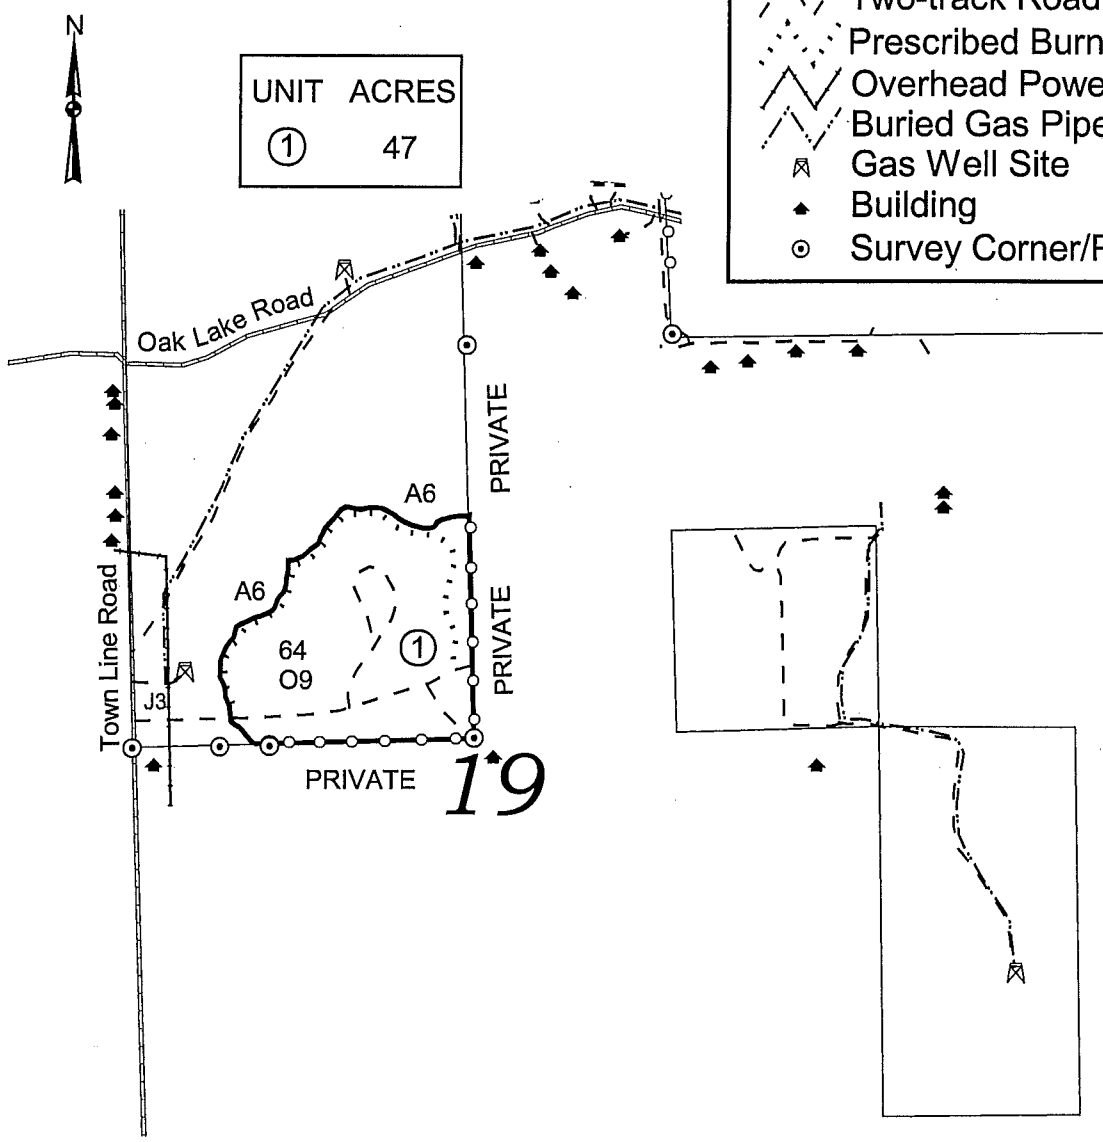 N
UNIT ACRES
① 47
Two-track Road
Prescribed Burn
Overhead Powe
Buried Gas Pipe
Gas Well Site
Building
Survey Corner/
Oak Lake Road
PRIVATE
A6
A6
Town Line Road
64
O9
①
PRIVATE
J3
PRIVATE
19